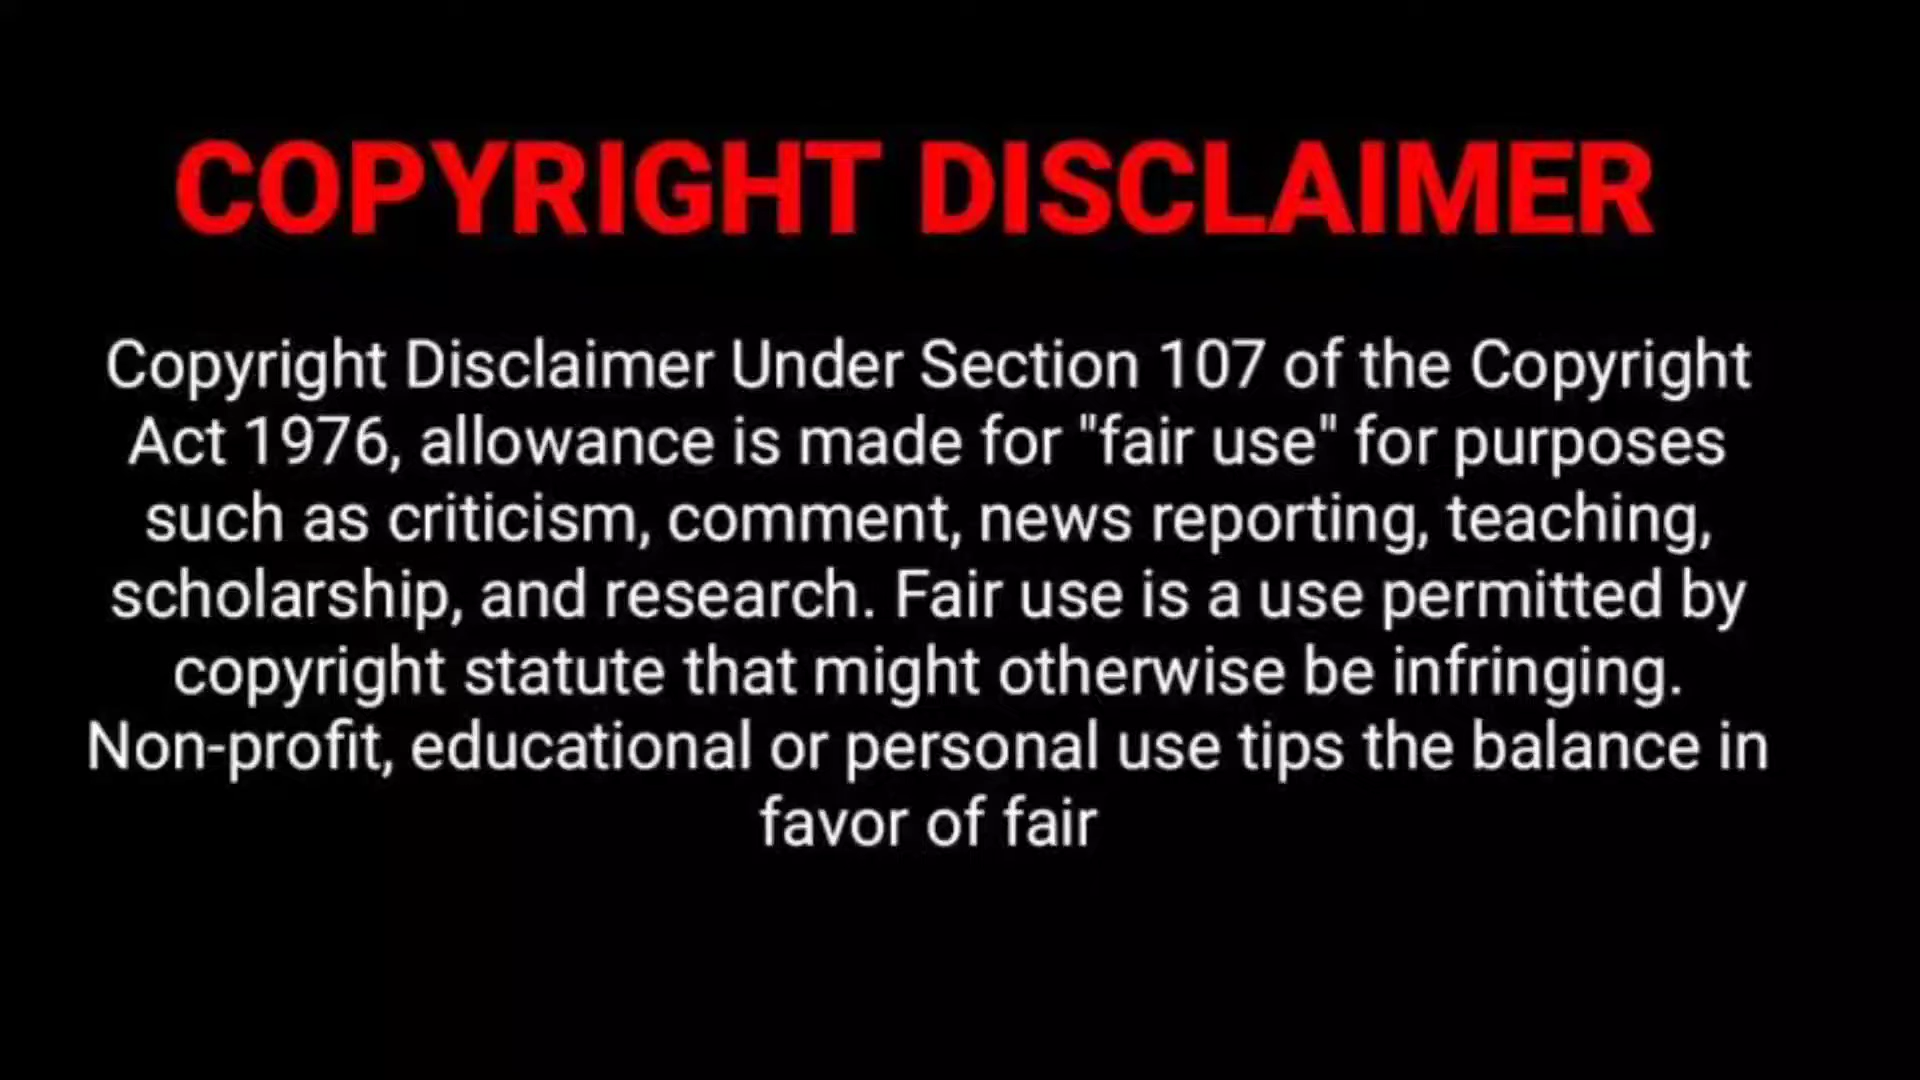 COPYRIGHT DISCLAIMER
Copyright Disclaimer Under Section 107 of the Copyright
Act 1976, allowance is made for "fair use" for purposes
such as criticism, comment, news reporting, teaching,
scholarship, and research. Fair use is a use permitted by
copyright statute that might otherwise be infringing.
Non-profit, educational or personal use tips the balance in
favor of fair